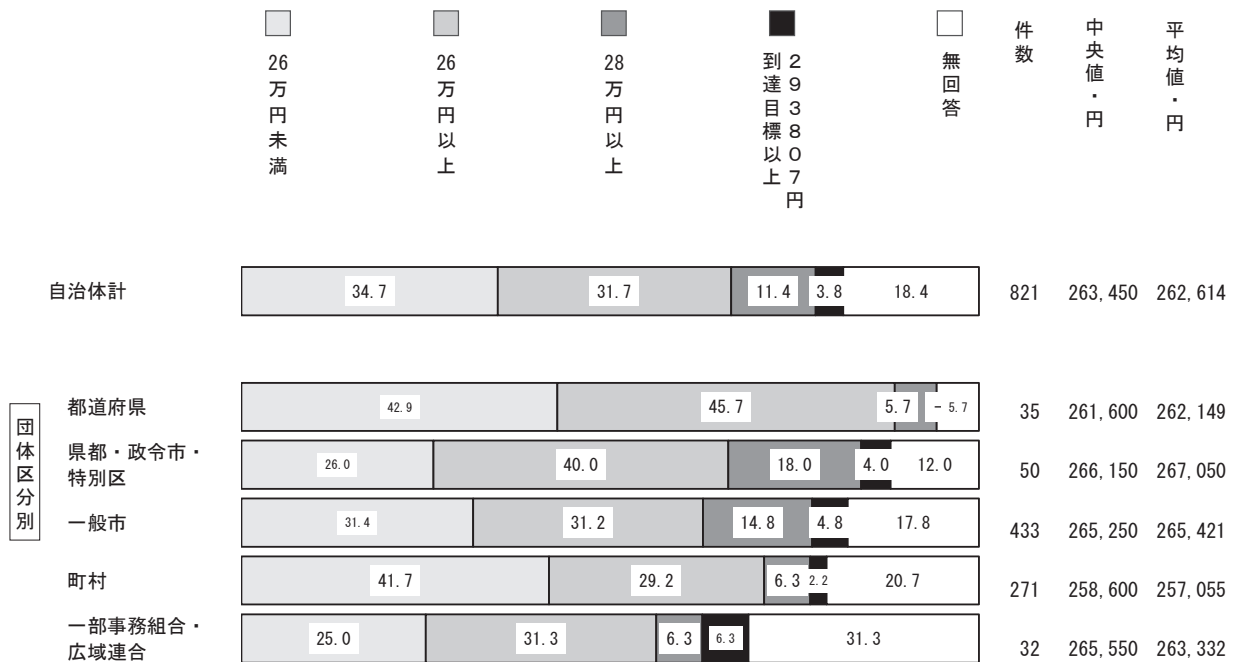 26万円未満
26万円以上
28万円以上
293807円
到達目標以上
無回答
件数
中央値・円
平均値・円
自治体計 34.7 31.7 11.4 3.8 18.4 821 263,450 262,614
団体区分別
都道府県 42.9 45.7 5.7 - 5.7 35 261,600 262,149
県都・政令市・
特別区 26.0 40.0 18.0 4.0 12.0 50 266,150 267,050
一般市 31.4 31.2 14.8 4.8 17.8 433 265,250 265,421
町村 41.7 29.2 6.3 2.2 20.7 271 258,600 257,055
一部事務組合・
広域連合 25.0 31.3 6.3 6.3 31.3 32 265,550 263,332